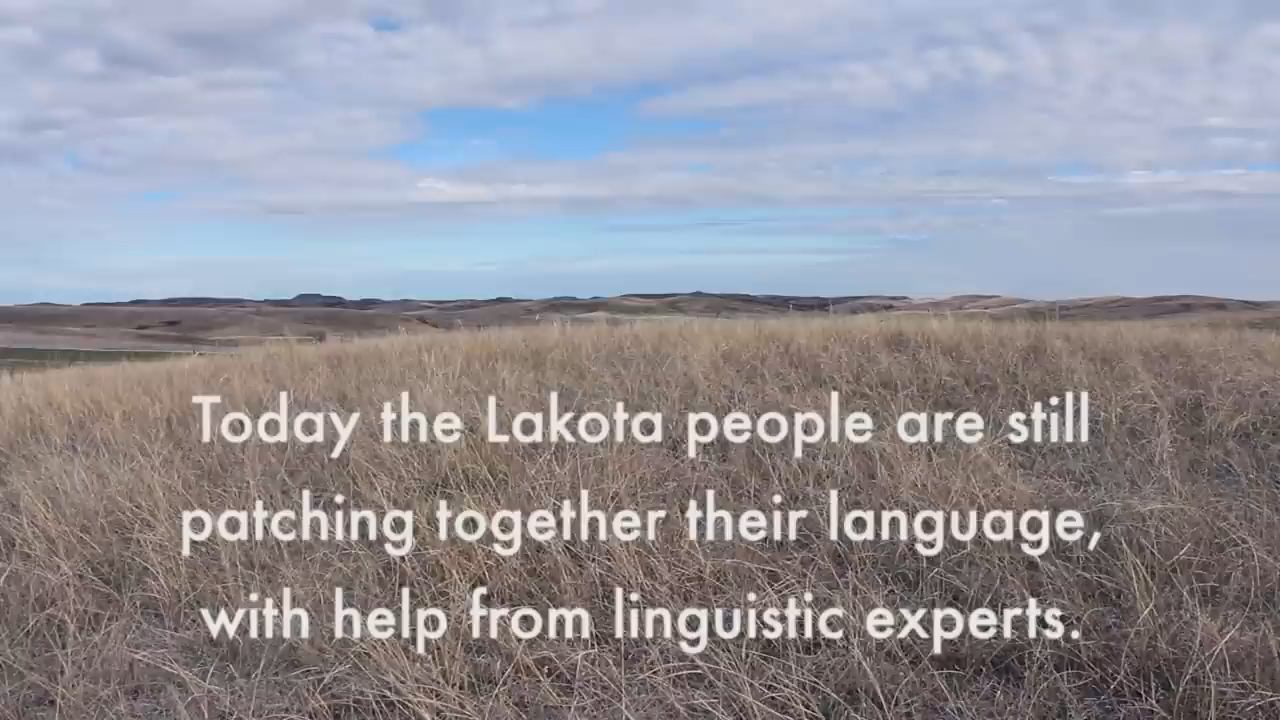 Today the Lakota people are still
patching together their language,
with help from linguistic experts.